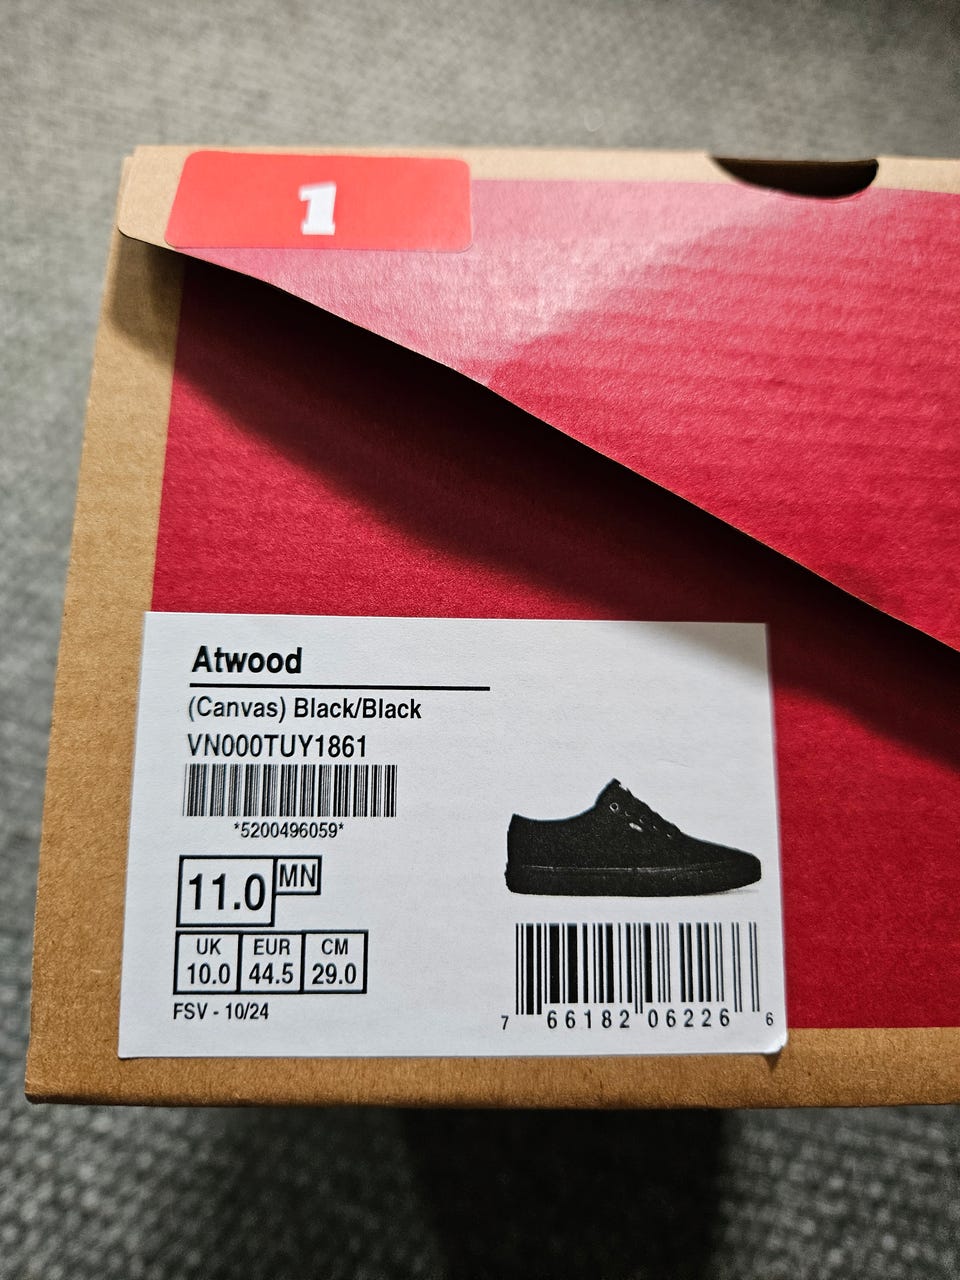 1
Atwood
(Canvas) Black/Black
VN000TUY1861
*5200496059*
11.0 MN
UK EUR CM
10.0 44.5 29.0
FSV - 10/24
7 66182 06226 6